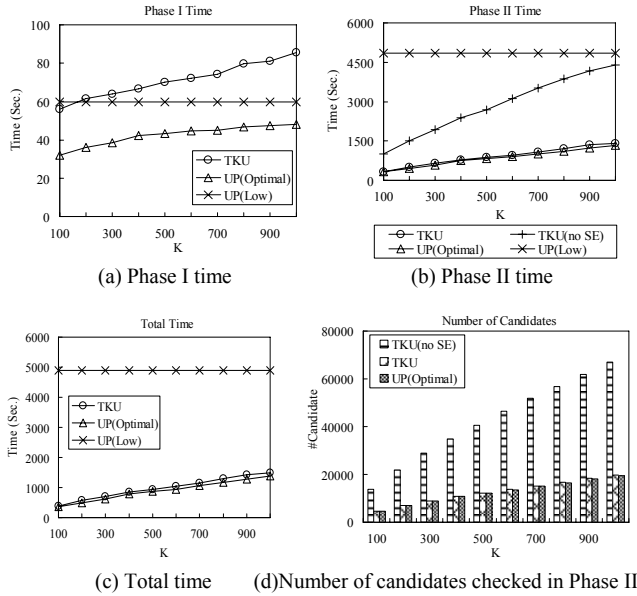 Phase I Time
Time (Sec.)
100
80
60
40
20
0
TKU
UP(Optimal)
UP(Low)
100 300 500 700 900
K
(a) Phase I time
Phase II Time
Time (Sec.)
6000
4500
3000
1500
0
100 300 500 700 900
K
TKU TKU(no SE)
UP(Optimal) UP(Low)
(b) Phase II time
Total Time
Time (Sec.)
6000
5000
4000
3000
2000
1000
0
TKU
UP(Optimal)
UP(Low)
100 300 500 700 900
K
(c) Total time
Number of Candidates
#Candidate
80000
60000
40000
20000
0
TKU(no SE)
TKU
UP(Optimal)
100 300 500 700 900
K
(d)Number of candidates checked in Phase II